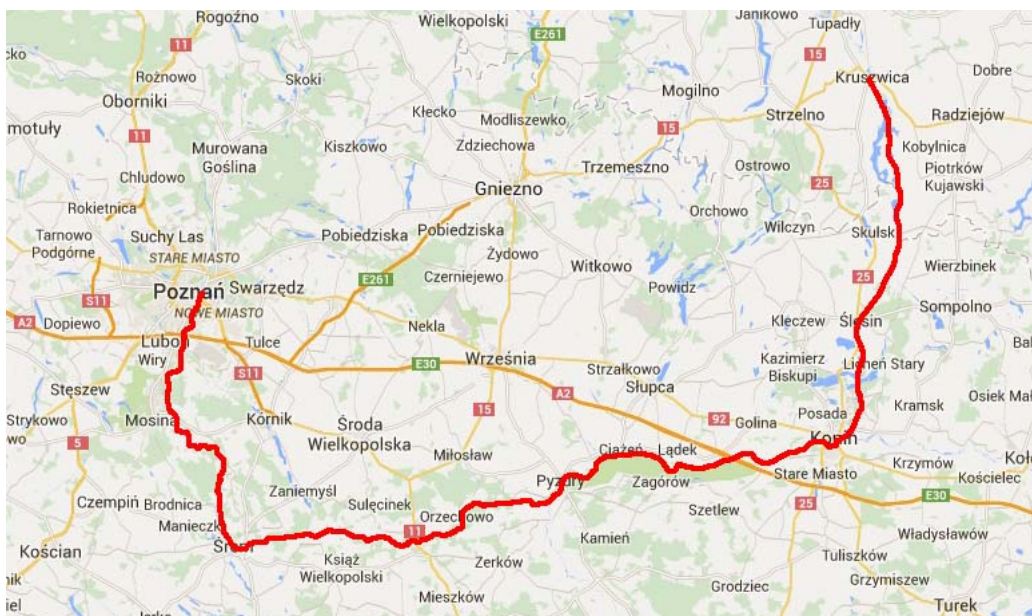 Rogoźno
Wielkopolski
E261
Janikowo
Tupadły
11
15
Rożnowo
Skoki
Kruszwica
Dobre
Oborniki
Kłecko
Mogilno
Modliszewko
Strzelno
Radziejów
motuły
11
Murowana
Goślina
Kiszkowo
Zdziechowa
15
Kobylnica
Trzemeszno
Ostrowo
Piotrków
Kujawski
Chludowo
Gniezno
25
Rokietnica
Orchowo
Tarnowo
Podgórne
Suchy Las
Pobiedziska
Pobiedziska
Wilczyn
Skulsk
STARE MIASTO
Żydowo
Witkowo
Wierzbinek
E261
Czerniejewo
25
Poznań
Swarzędz
Powidz
S11
NOWE MIASTO
Sompolno
A2
Dopiewo
Nekla
Kleczew
Ślesin
Luboń
Wiry
Tulce
E30
Września
Kazimierz
Biskupi
Licheń Stary
Stęszew
S11
Strzałkowo
Słupca
A2
Osiek Mał
Strykowo
Mosina
Kórnik
15
Posada
Kramsk
5
Środa
Wielkopolska
92
Golina
Konin
Miłosław
Ciążeń
Lądek
Krzymów
Zaniemyśl
Pyzdry
Zagórów
Stare Miasto
Kościelec
Czempiń
Brodnica
Sulęcinek
25
E30
Manieczk
Orzechowo
Szetlew
11
Kamień
Władysławów
Kościan
Śrem
Książ
Wielkopolski
Żerków
Tuliszków
Mieszków
Grodziec
Grzymiszew
Turek